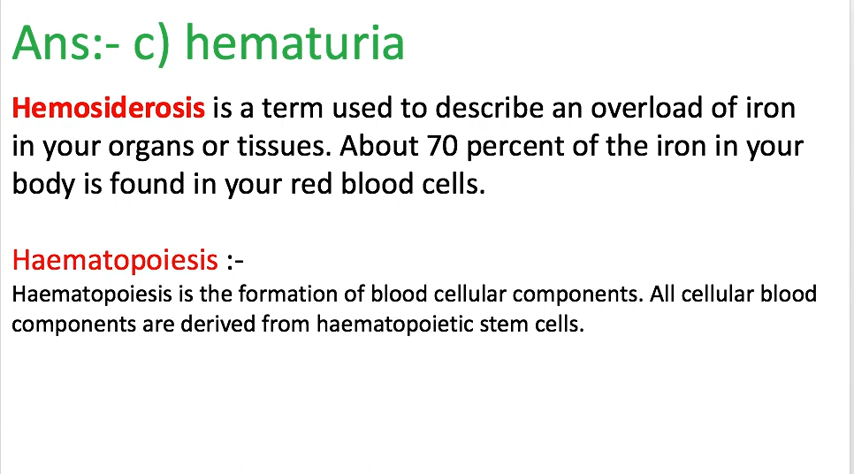 Ans:- c) hematuria
Hemosiderosis is a term used to describe an overload of iron
in your organs or tissues. About 70 percent of the iron in your
body is found in your red blood cells.
Haematopoiesis :-
Haematopoiesis is the formation of blood cellular components. All cellular blood
components are derived from haematopoietic stem cells.